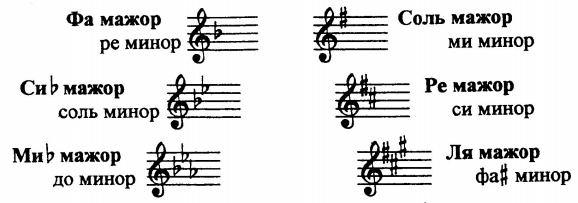 Фа мажор
ре минор
Соль мажор
ми минор
Си♭ мажор
соль минор
Ре мажор
си минор
Ми♭ мажор
до минор
Ля мажор
фа♯ минор